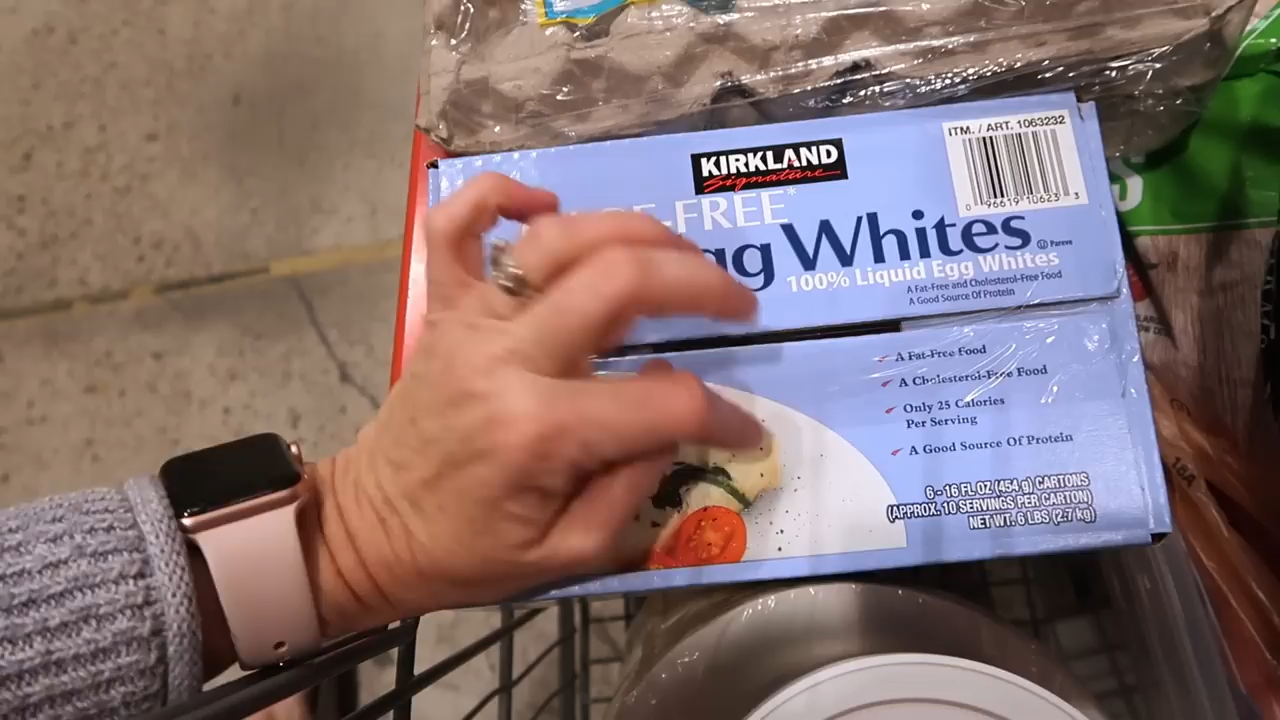 ITM. / ART. 1063232
KIRKLAND
Signature
E-FREE*
gg Whites
Ⓤ Pareve
0 96619 10623 3
100% Liquid Egg Whites
A Fat-Free and Cholesterol-Free Food
A Good Source Of Protein
A Fat-Free Food
A Cholesterol-Free Food
Only 25 Calories
Per Serving
A Good Source Of Protein
6 - 16 FL OZ (454 g) CARTONS
(APPROX. 10 SERVINGS PER CARTON)
NET WT. 6 LBS (2.7 kg)
S